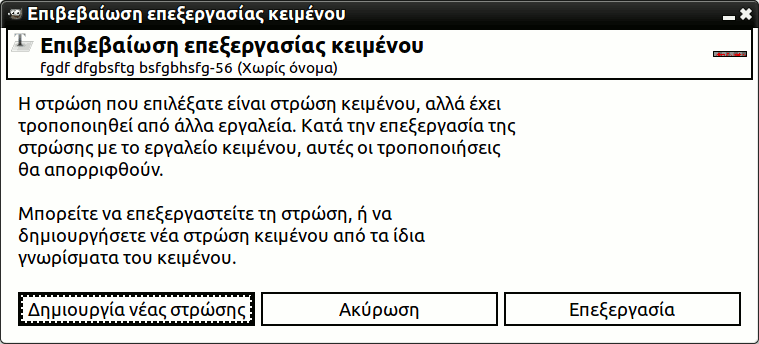 Επιβεβαίωση επεξεργασίας κειμένου
Επιβεβαίωση επεξεργασίας κειμένου
fgdf dfgbsftg bsfgbhsfg-56 (Χωρίς όνομα)
Η στρώση που επιλέξατε είναι στρώση κειμένου, αλλά έχει
τροποποιηθεί από άλλα εργαλεία. Κατά την επεξεργασία της
στρώσης με το εργαλείο κειμένου, αυτές οι τροποποιήσεις
θα απορριφθούν.
Μπορείτε να επεξεργαστείτε τη στρώση, ή να
δημιουργήσετε νέα στρώση κειμένου από τα ίδια
γνωρίσματα του κειμένου.
Δημιουργία νέας στρώσης Ακύρωση Επεξεργασία